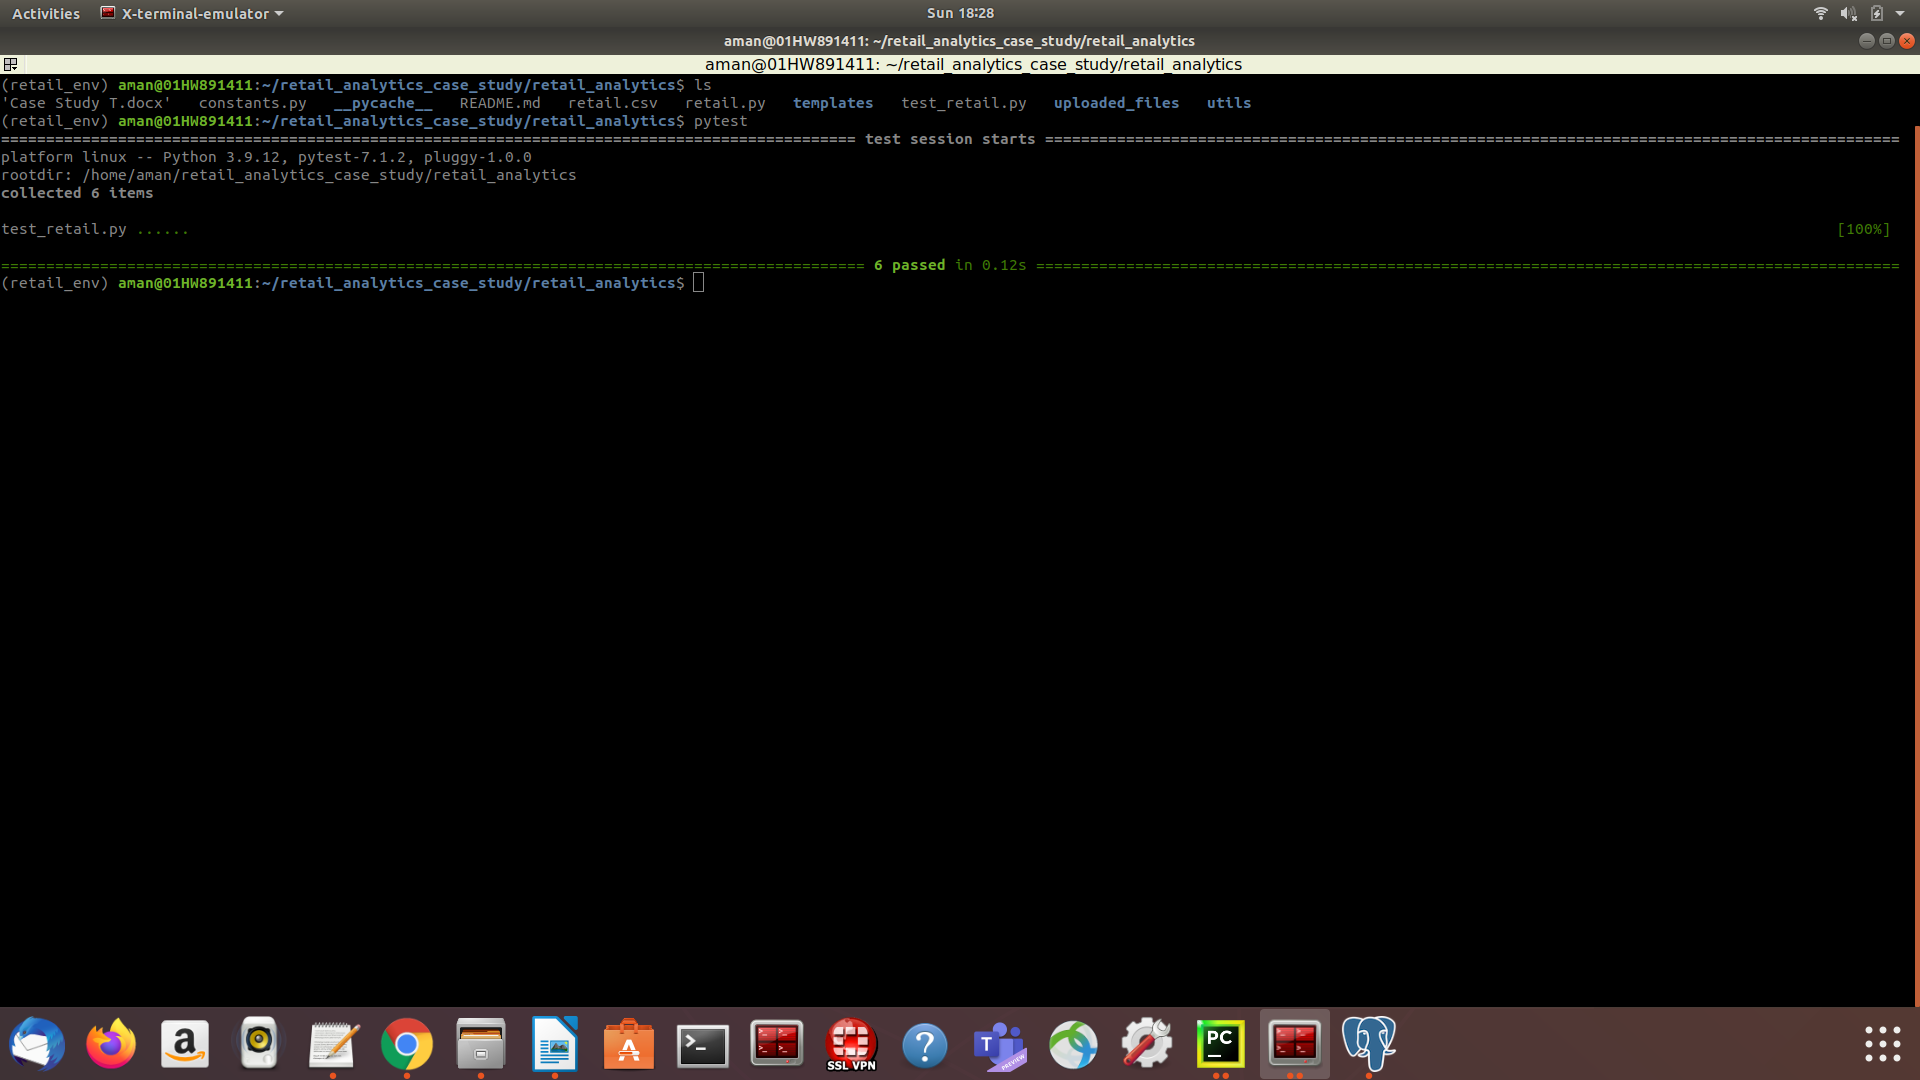 Activities X-terminal-emulator Sun 18:28
aman@01HW891411: ~/retail_analytics_case_study/retail_analytics
aman@01HW891411: ~/retail_analytics_case_study/retail_analytics
(retail_env) aman@01HW891411:~/retail_analytics_case_study/retail_analytics$ ls
'Case Study T.docx' constants.py __pycache__ README.md retail.csv retail.py templates test_retail.py uploaded_files utils
(retail_env) aman@01HW891411:~/retail_analytics_case_study/retail_analytics$ pytest
=============================================================================================== test session starts ===============================================================================================
platform linux -- Python 3.9.12, pytest-7.1.2, pluggy-1.0.0
rootdir: /home/aman/retail_analytics_case_study/retail_analytics
collected 6 items
test_retail.py ...... [100%]
================================================================================================ 6 passed in 0.12s ================================================================================================
(retail_env) aman@01HW891411:~/retail_analytics_case_study/retail_analytics$
a
A
>_
SSL VPN
?
T
PREVIEW
PC